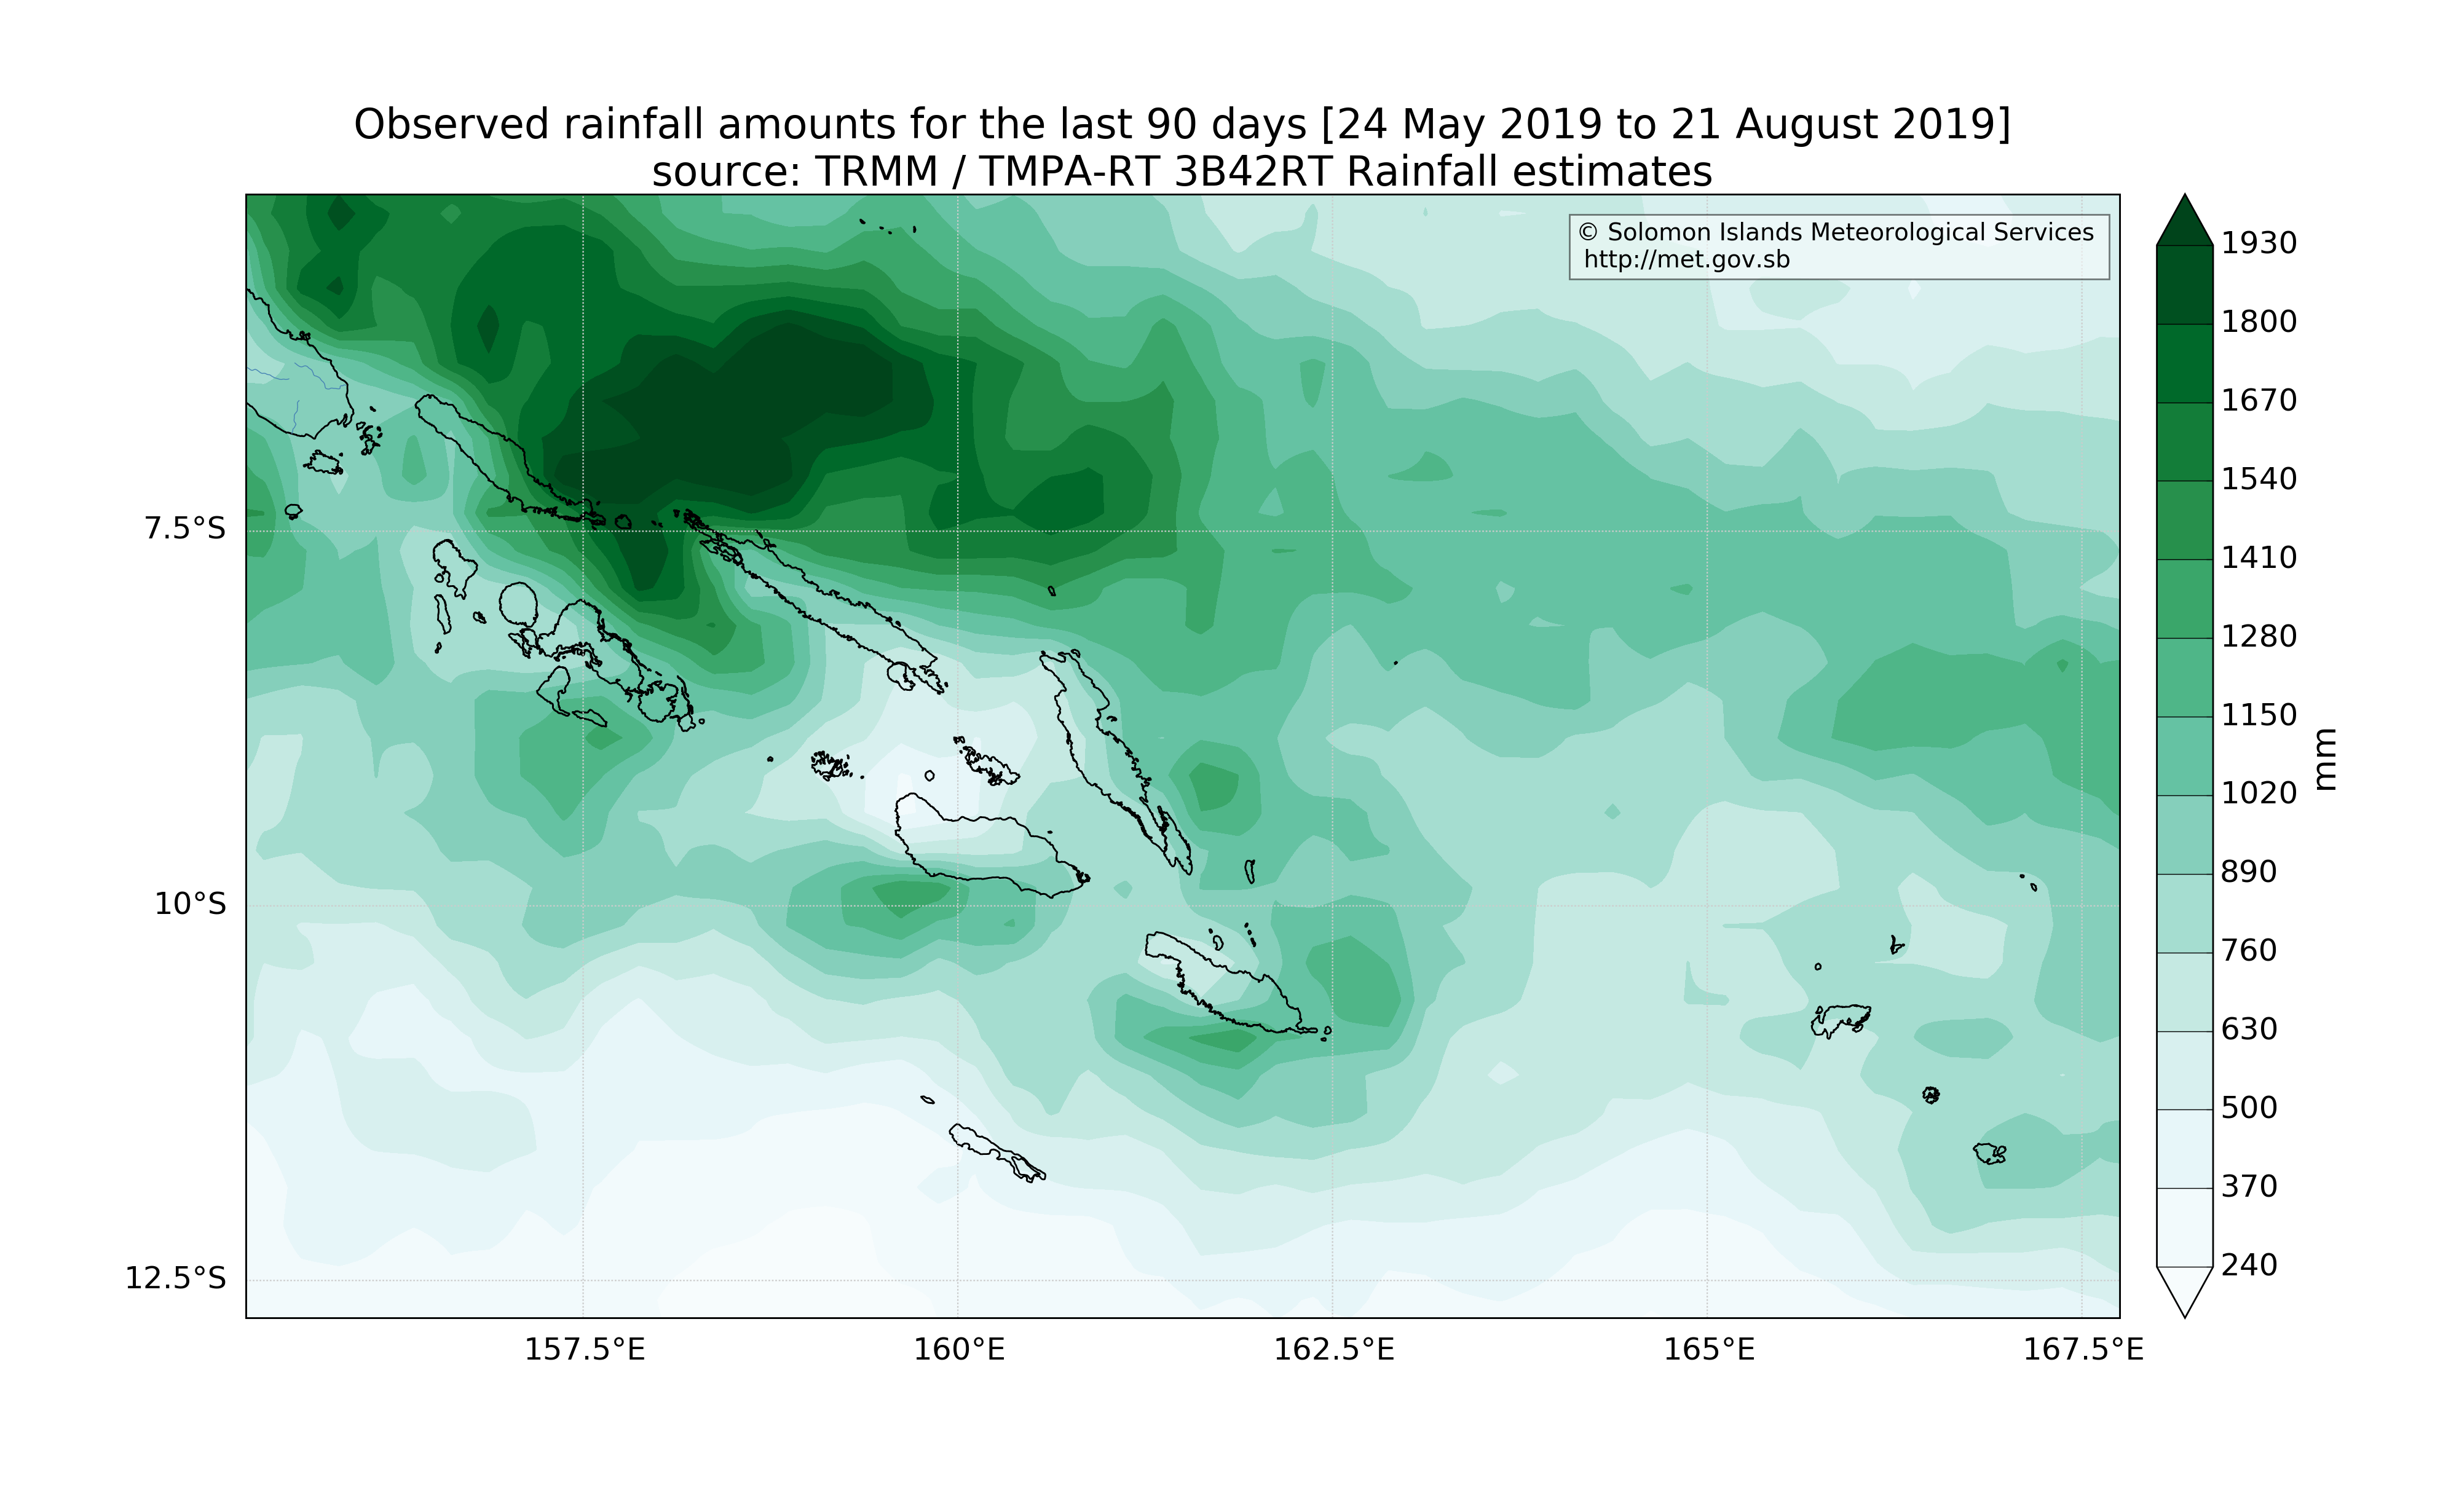 Observed rainfall amounts for the last 90 days [24 May 2019 to 21 August 2019]
source: TRMM / TMPA-RT 3B42RT Rainfall estimates
© Solomon Islands Meteorological Services
http://met.gov.sb
7.5°S
10°S
12.5°S
157.5°E
160°E
162.5°E
165°E
167.5°E
1930
1800
1670
1540
1410
1280
1150
1020
890
760
630
500
370
240
mm